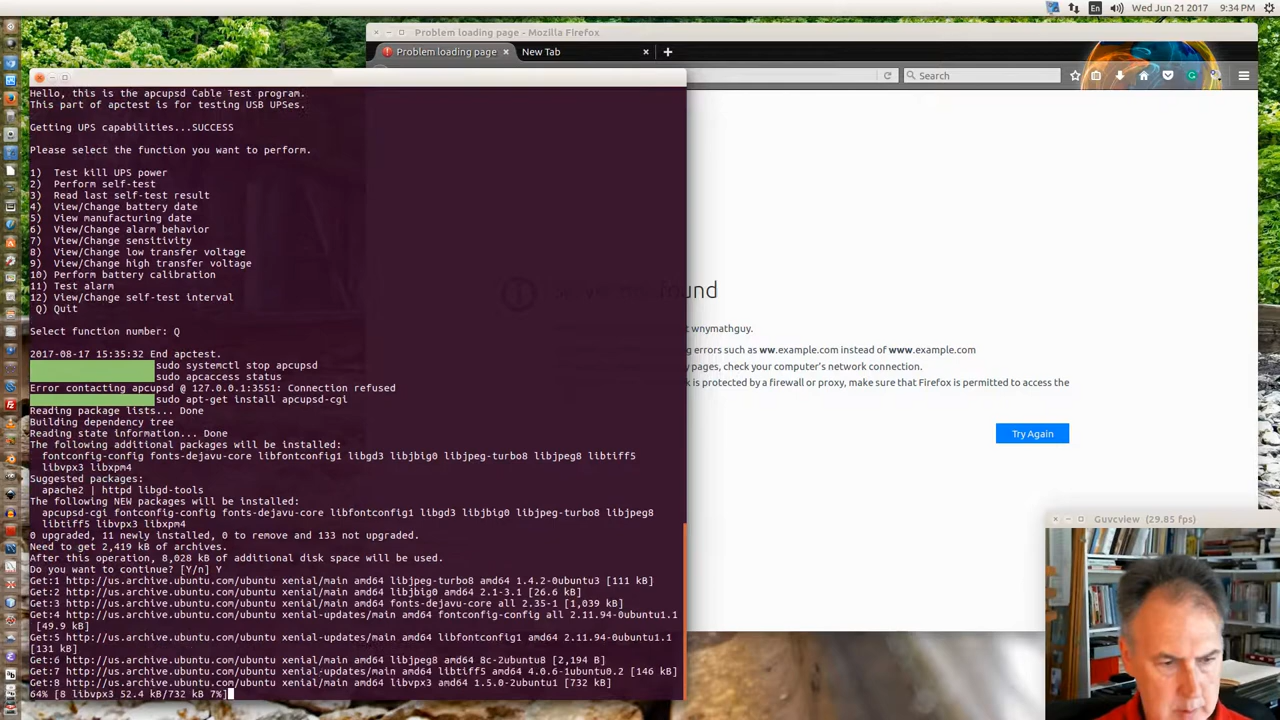 En
Wed Jun 21 2017
9:34 PM
Problem loading page - Mozilla Firefox
Problem loading page
New Tab
Search
Hello, this is the apcupsd Cable Test program.
This part of apctest is for testing USB UPSes.
Getting UPS capabilities...SUCCESS
Please select the function you want to perform.
1) Test kill UPS power
2) Perform self-test
3) Read last self-test result
4) View/Change battery date
5) View manufacturing date
6) View/Change alarm behavior
7) View/Change sensitivity
8) View/Change low transfer voltage
9) View/Change high transfer voltage
10) Perform battery calibration
11) Test alarm
12) View/Change self-test interval
Q) Quit
Select function number: Q
2017-08-17 15:35:32 End apctest.
sudo systemctl stop apcupsd
sudo apcaccess status
Error contacting apcupsd @ 127.0.0.1:3551: Connection refused
sudo apt-get install apcupsd-cgi
Reading package lists... Done
Building dependency tree
Reading state information... Done
The following additional packages will be installed:
fontconfig-config fonts-dejavu-core libfontconfig1 libgd3 libjbig0 libjpeg-turbo8 libjpeg8 libtiff5
libvpx3 libxpm4
Suggested packages:
apache2 | httpd libgd-tools
The following NEW packages will be installed:
apcupsd-cgi fontconfig-config fonts-dejavu-core libfontconfig1 libgd3 libjbig0 libjpeg-turbo8 libjpeg8
libtiff5 libvpx3 libxpm4
0 upgraded, 11 newly installed, 0 to remove and 133 not upgraded.
Need to get 2,419 kB of archives.
After this operation, 8,028 kB of additional disk space will be used.
Do you want to continue? [Y/n] Y
Get:1 http://us.archive.ubuntu.com/ubuntu xenial/main amd64 libjpeg-turbo8 amd64 1.4.2-0ubuntu3 [111 kB]
Get:2 http://us.archive.ubuntu.com/ubuntu xenial/main amd64 libjbig0 amd64 2.1-3.1 [26.6 kB]
Get:3 http://us.archive.ubuntu.com/ubuntu xenial/main amd64 fonts-dejavu-core all 2.35-1 [1,039 kB]
Get:4 http://us.archive.ubuntu.com/ubuntu xenial-updates/main amd64 fontconfig-config all 2.11.94-0ubuntu1.1
[49.9 kB]
Get:5 http://us.archive.ubuntu.com/ubuntu xenial-updates/main amd64 libfontconfig1 amd64 2.11.94-0ubuntu1.1
[131 kB]
Get:6 http://us.archive.ubuntu.com/ubuntu xenial/main amd64 libjpeg8 amd64 8c-2ubuntu8 [2,194 B]
Get:7 http://us.archive.ubuntu.com/ubuntu xenial-updates/main amd64 libtiff5 amd64 4.0.6-1ubuntu0.2 [146 kB]
Get:8 http://us.archive.ubuntu.com/ubuntu xenial/main amd64 libvpx3 amd64 1.5.0-2ubuntu1 [732 kB]
64% [8 libvpx3 52.4 kB/732 kB 7%]
found
wnymathguy.
errors such as ww.example.com instead of www.example.com
pages, check your computer's network connection.
is protected by a firewall or proxy, make sure that Firefox is permitted to access the
Try Again
Guvcview (29.85 fps)